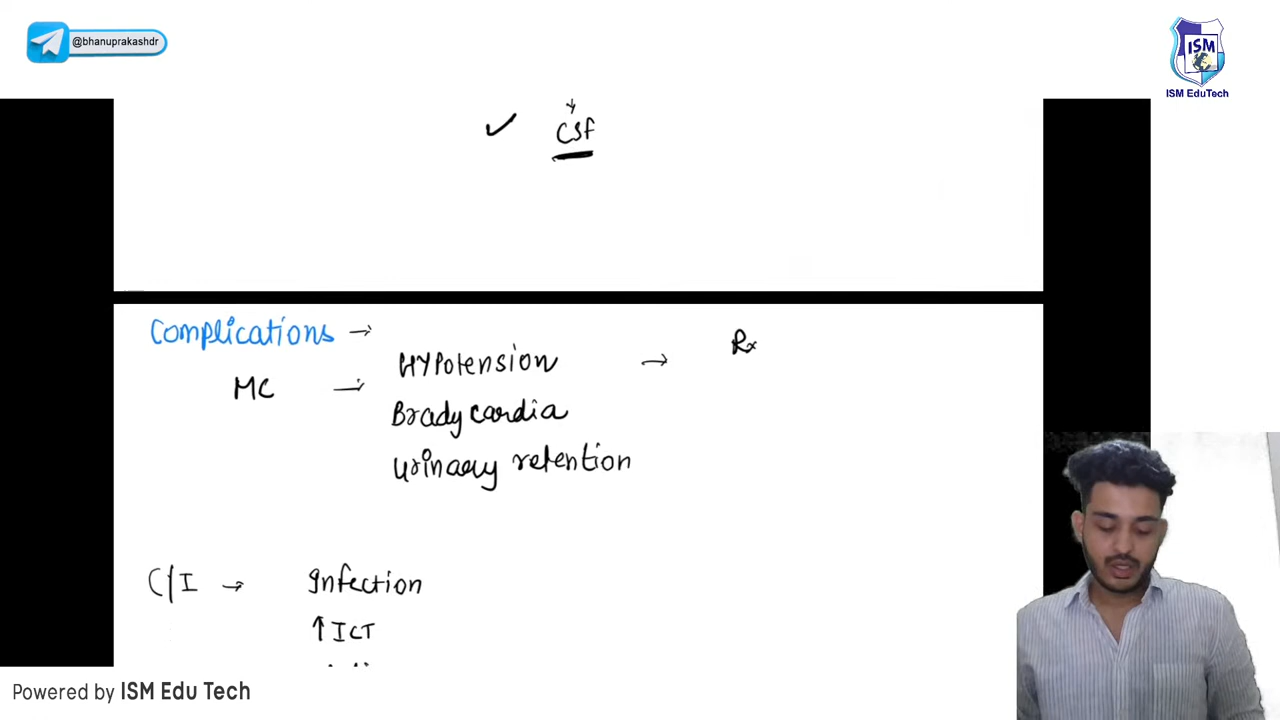 @bhanuprakashdr
ISM
ISM EduTech
CSF
Complications →
Hypotension → Rx
MC →
Bradycardia
Urinary retention
C/I → Infection
↑ ICT
Powered by ISM Edu Tech